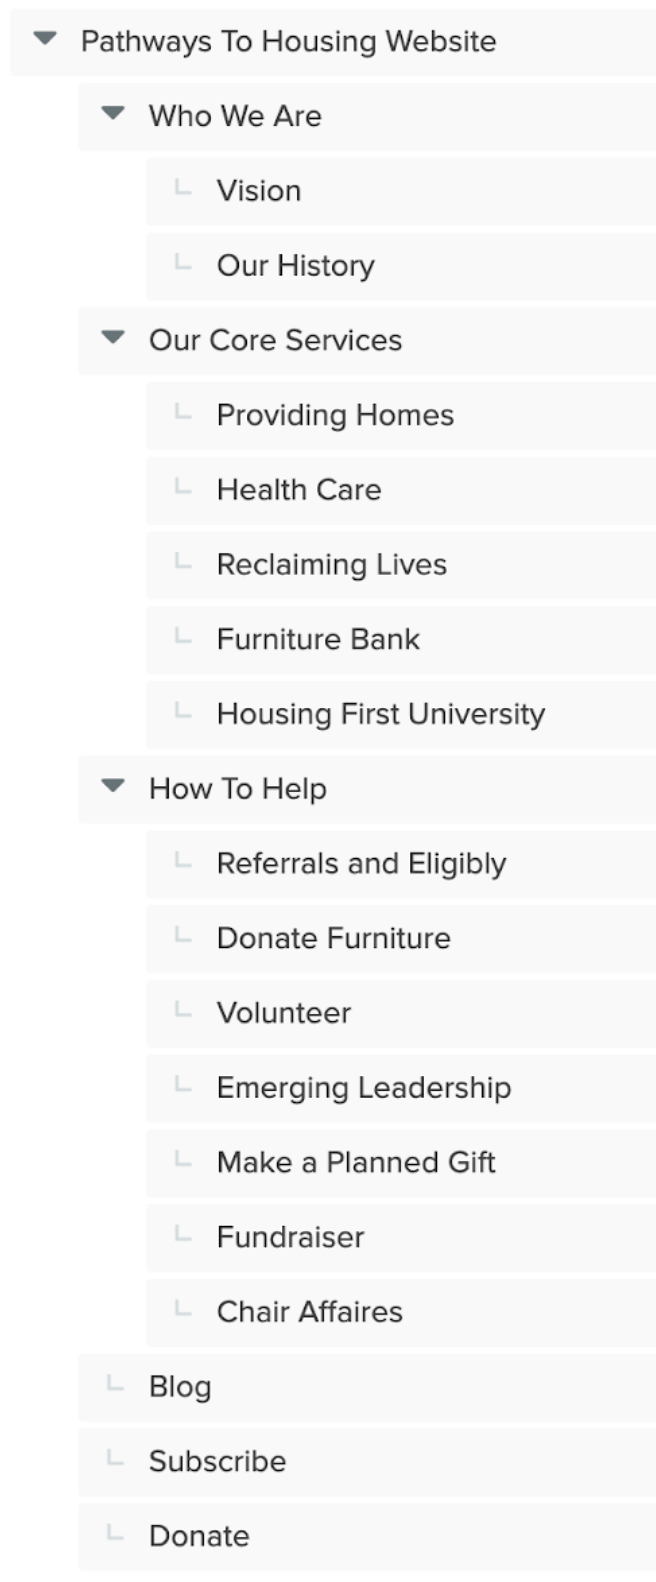 Pathways To Housing Website
Who We Are
Vision
Our History
Our Core Services
Providing Homes
Health Care
Reclaiming Lives
Furniture Bank
Housing First University
How To Help
Referrals and Eligibly
Donate Furniture
Volunteer
Emerging Leadership
Make a Planned Gift
Fundraiser
Chair Affaires
Blog
Subscribe
Donate